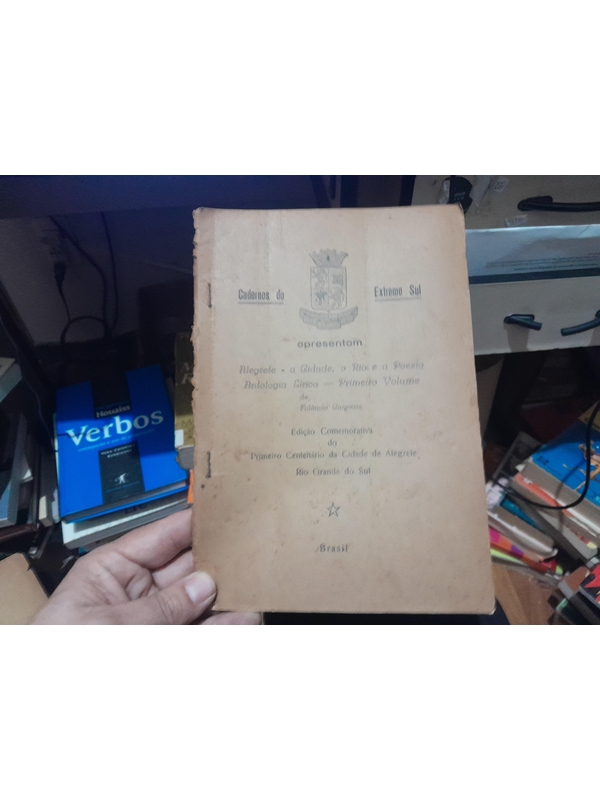 Cadernos do Extremo Sul
apresentam
Alegrete - a Cidade, o Rio e a Poesia
Antologia Lírica — Primeiro Volume
de
Edição Comemorativa
do
Primeiro Centenário da Cidade de Alegrete
Rio Grande do Sul
Brasil
Houaiss
Verbos